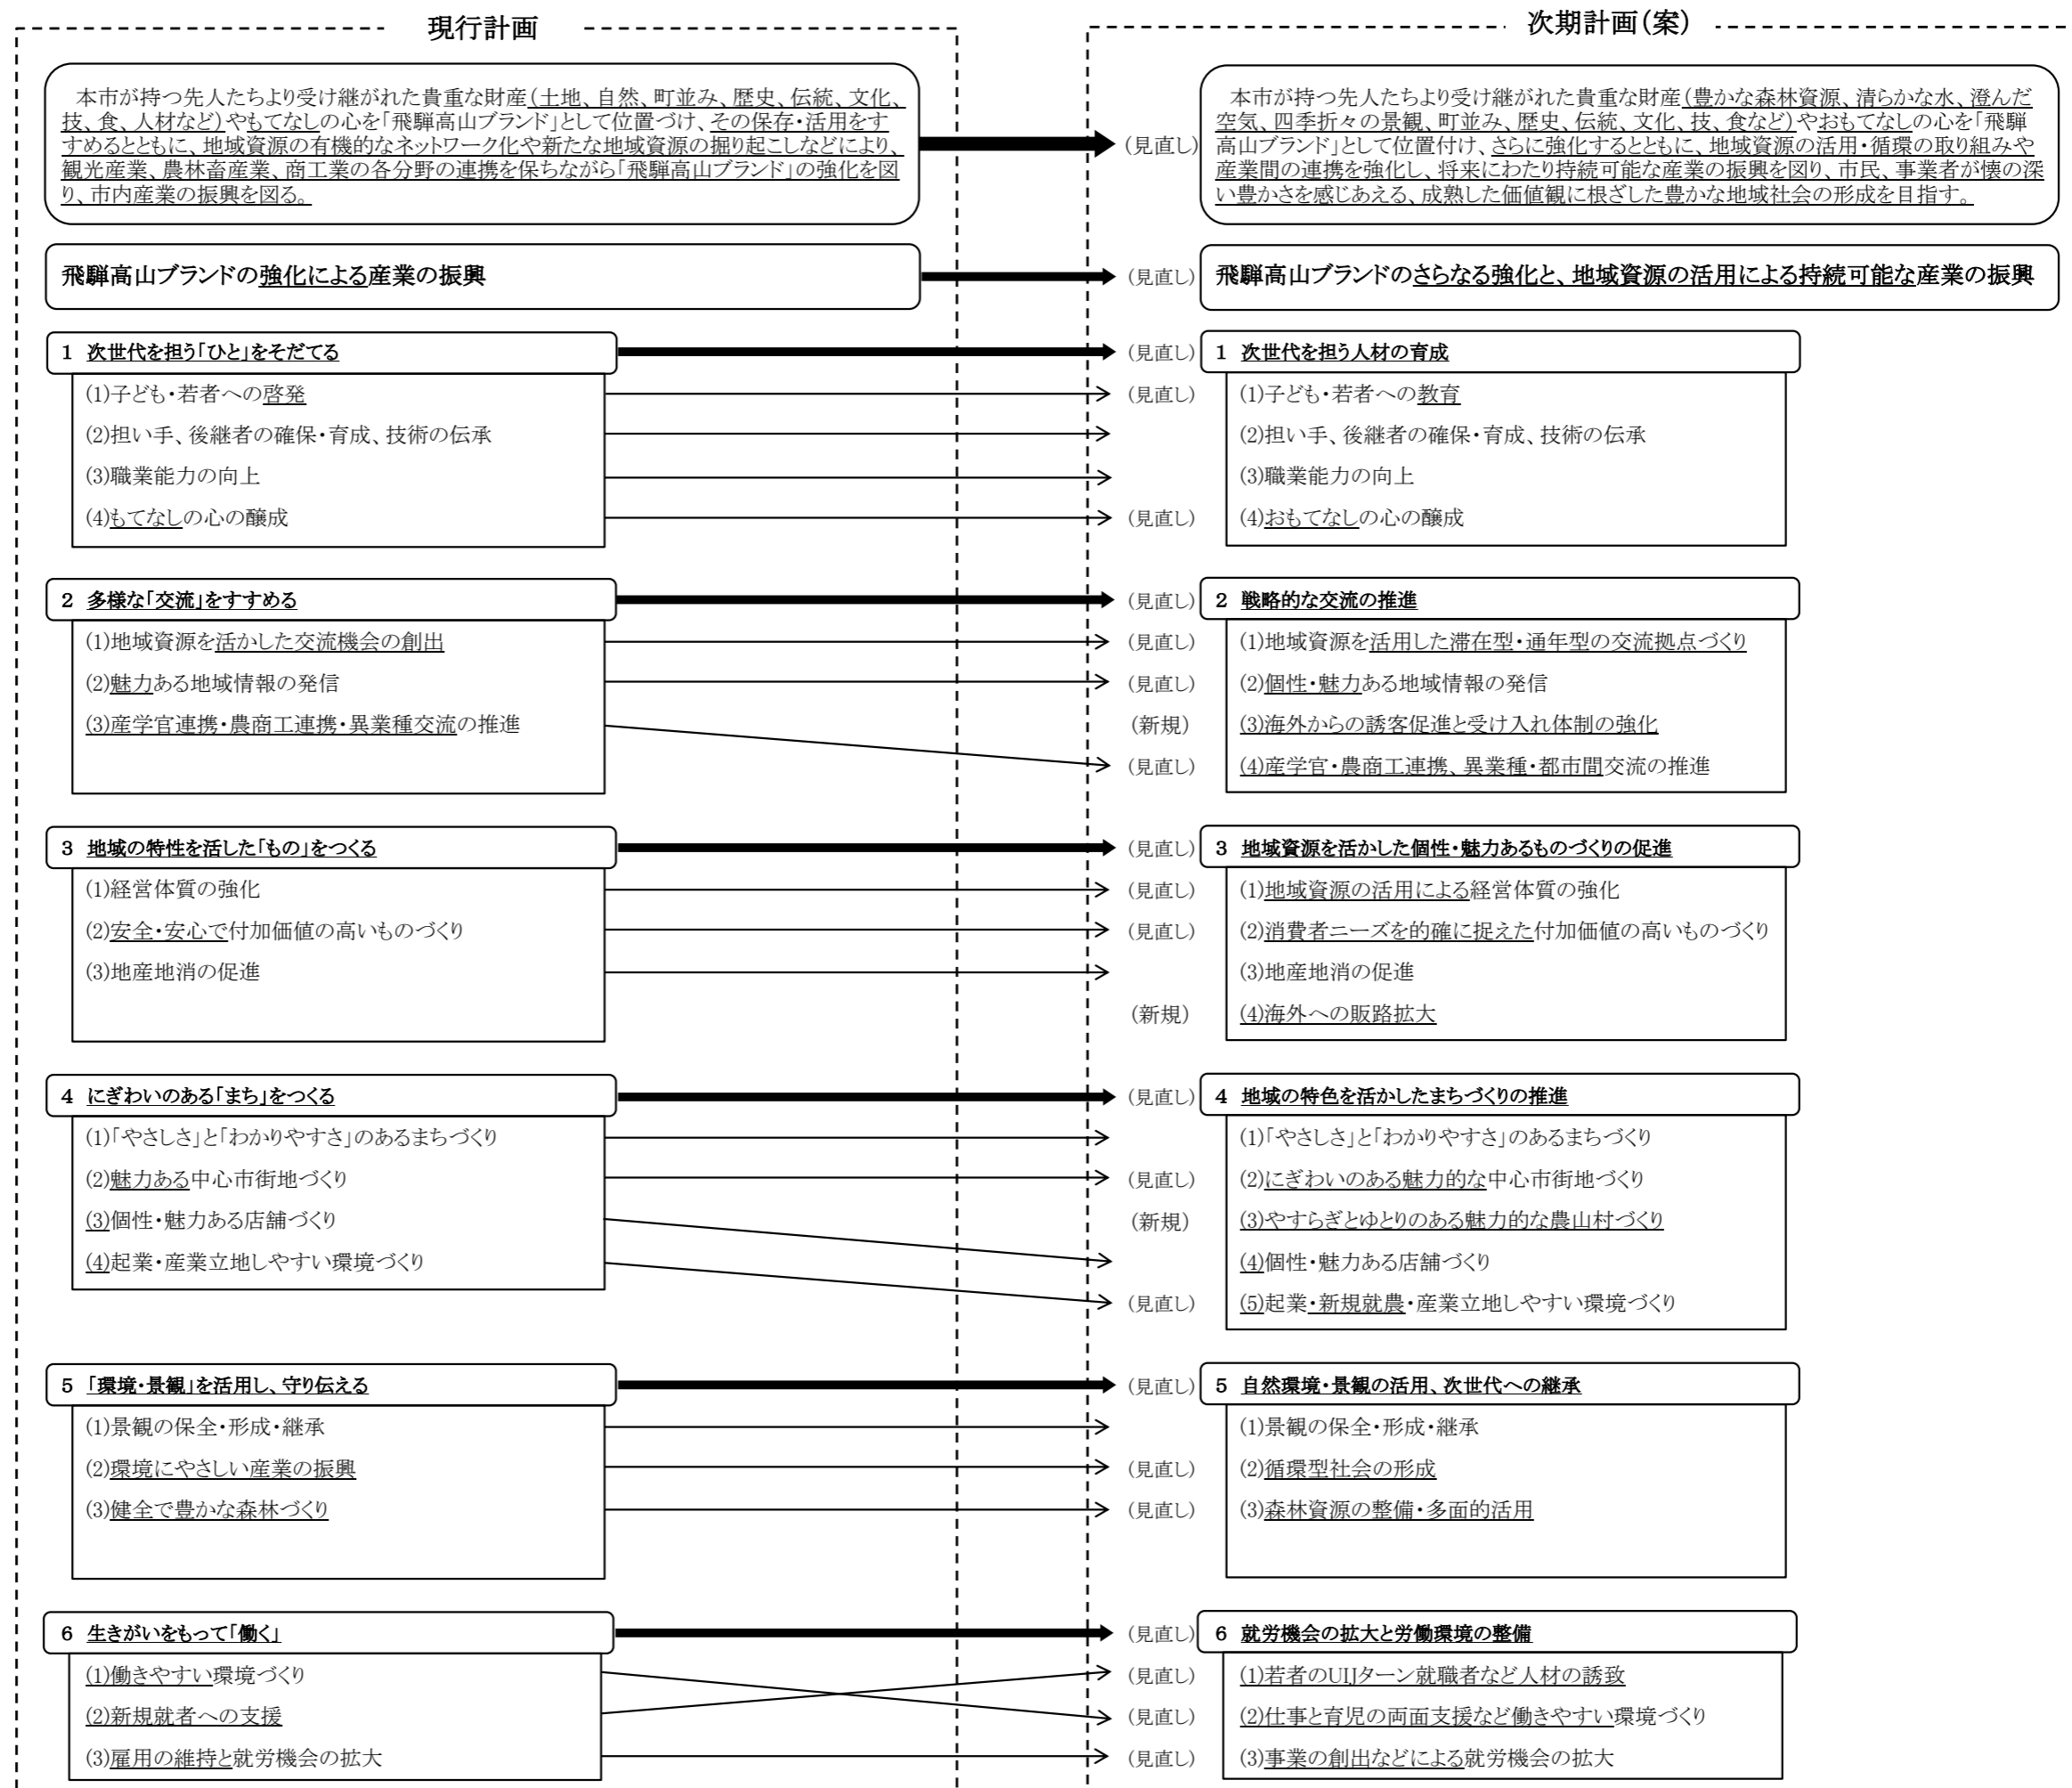 現行計画
本市が持つ先人たちより受け継がれた貴重な財産(土地、自然、町並み、歴史、伝統、文化、
技、食、人材など)やもてなしの心を「飛騨高山ブランド」として位置づけ、その保存・活用をす
すめるとともに、地域資源の有機的なネットワーク化や新たな地域資源の掘り起こしなどにより、
観光産業、農林畜産業、商工業の各分野の連携を保ちながら「飛騨高山ブランド」の強化を図
り、市内産業の振興を図る。
飛騨高山ブランドの強化による産業の振興
1 次世代を担う「ひと」をそだてる
(1)子ども・若者への啓発
(2)担い手、後継者の確保・育成、技術の伝承
(3)職業能力の向上
(4)もてなしの心の醸成
2 多様な「交流」をすすめる
(1)地域資源を活かした交流機会の創出
(2)魅力ある地域情報の発信
(3)産学官連携・農商工連携・異業種交流の推進
3 地域の特性を活した「もの」をつくる
(1)経営体質の強化
(2)安全・安心で付加価値の高いものづくり
(3)地産地消の促進
4 にぎわいのある「まち」をつくる
(1)「やさしさ」と「わかりやすさ」のあるまちづくり
(2)魅力ある中心市街地づくり
(3)個性・魅力ある店舗づくり
(4)起業・産業立地しやすい環境づくり
5 「環境・景観」を活用し、守り伝える
(1)景観の保全・形成・継承
(2)環境にやさしい産業の振興
(3)健全で豊かな森林づくり
6 生きがいをもって「働く」
(1)働きやすい環境づくり
(2)新規就者への支援
(3)雇用の維持と就労機会の拡大
次期計画(案)
(見直し)
本市が持つ先人たちより受け継がれた貴重な財産(豊かな森林資源、清らかな水、澄んだ
空気、四季折々の景観、町並み、歴史、伝統、文化、技、食など)やおもてなしの心を「飛騨
高山ブランド」として位置付け、さらに強化するとともに、地域資源の活用・循環の取り組みや
産業間の連携を強化し、将来にわたり持続可能な産業の振興を図り、市民、事業者が懐の深
い豊かさを感じあえる、成熟した価値観に根ざした豊かな地域社会の形成を目指す。
(見直し) 飛騨高山ブランドのさらなる強化と、地域資源の活用による持続可能な産業の振興
(見直し) 1 次世代を担う人材の育成
(見直し) (1)子ども・若者への教育
(2)担い手、後継者の確保・育成、技術の伝承
(3)職業能力の向上
(見直し) (4)おもてなしの心の醸成
(見直し) 2 戦略的な交流の推進
(見直し) (1)地域資源を活用した滞在型・通年型の交流拠点づくり
(見直し) (2)個性・魅力ある地域情報の発信
(新規) (3)海外からの誘客促進と受け入れ体制の強化
(見直し) (4)産学官・農商工連携、異業種・都市間交流の推進
(見直し) 3 地域資源を活かした個性・魅力あるものづくりの促進
(見直し) (1)地域資源の活用による経営体質の強化
(見直し) (2)消費者ニーズを的確に捉えた付加価値の高いものづくり
(3)地産地消の促進
(新規) (4)海外への販路拡大
(見直し) 4 地域の特色を活かしたまちづくりの推進
(1)「やさしさ」と「わかりやすさ」のあるまちづくり
(見直し) (2)にぎわいのある魅力的な中心市街地づくり
(新規) (3)やすらぎとゆとりのある魅力的な農山村づくり
(4)個性・魅力ある店舗づくり
(見直し) (5)起業・新規就農・産業立地しやすい環境づくり
(見直し) 5 自然環境・景観の活用、次世代への継承
(1)景観の保全・形成・継承
(見直し) (2)循環型社会の形成
(見直し) (3)森林資源の整備・多面的活用
(見直し) 6 就労機会の拡大と労働環境の整備
(見直し) (1)若者のUIJターン就職者など人材の誘致
(見直し) (2)仕事と育児の両面支援など働きやすい環境づくり
(見直し) (3)事業の創出などによる就労機会の拡大